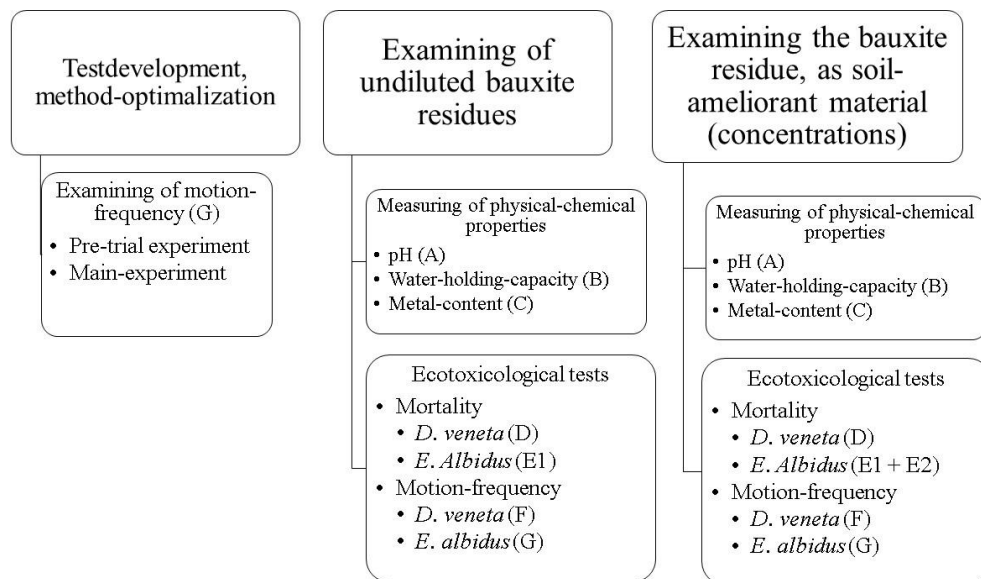 Testdevelopment,
method-optimalization
Examining of motion-
frequency (G)
• Pre-trial experiment
• Main-experiment
Examining of
undiluted bauxite
residues
Measuring of physical-chemical
properties
• pH (A)
• Water-holding-capacity (B)
• Metal-content (C)
Ecotoxicological tests
• Mortality
• D. veneta (D)
• E. Albidus (E1)
• Motion-frequency
• D. veneta (F)
• E. albidus (G)
Examining the bauxite
residue, as soil-
ameliorant material
(concentrations)
Measuring of physical-chemical
properties
• pH (A)
• Water-holding-capacity (B)
• Metal-content (C)
Ecotoxicological tests
• Mortality
• D. veneta (D)
• E. Albidus (E1 + E2)
• Motion-frequency
• D. veneta (F)
• E. albidus (G)